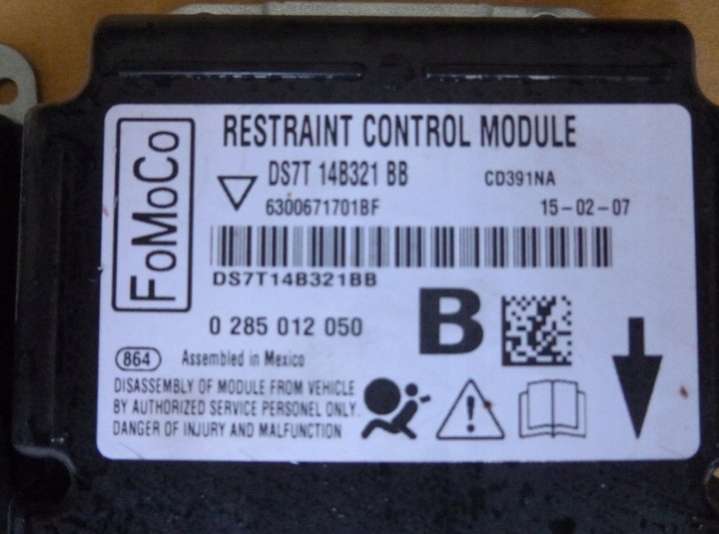 FoMoCo
RESTRAINT CONTROL MODULE
DS7T 14B321 BB CD391NA
6300671701BF 15-02-07
DS7T14B321BB
0 285 012 050 B
864 Assembled in Mexico
DISASSEMBLY OF MODULE FROM VEHICLE
BY AUTHORIZED SERVICE PERSONEL ONLY.
DANGER OF INJURY AND MALFUNCTION